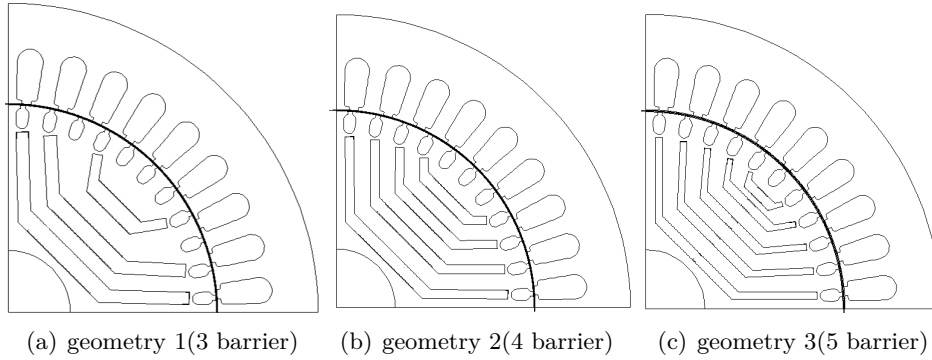 (a) geometry 1(3 barrier)
(b) geometry 2(4 barrier)
(c) geometry 3(5 barrier)